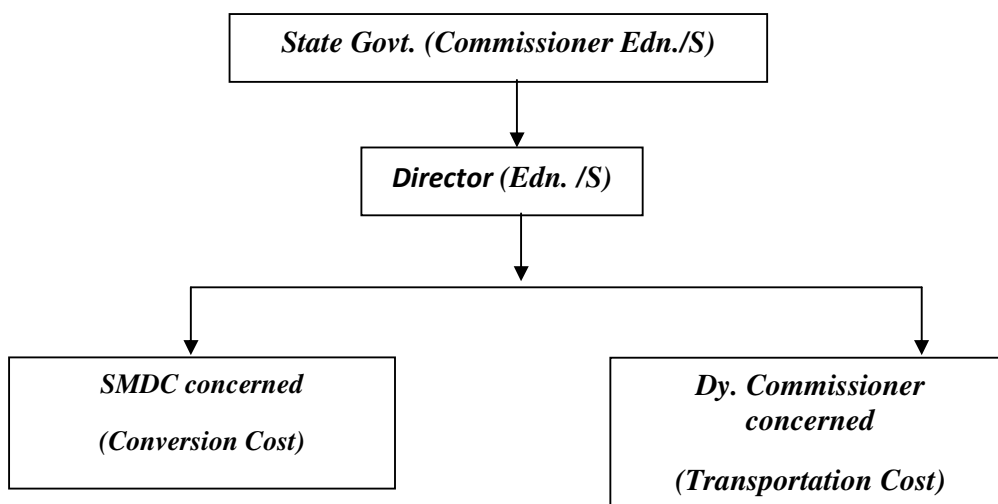 State Govt. (Commissioner Edn./S)
Director (Edn. /S)
SMDC concerned
(Conversion Cost)
Dy. Commissioner
concerned
(Transportation Cost)